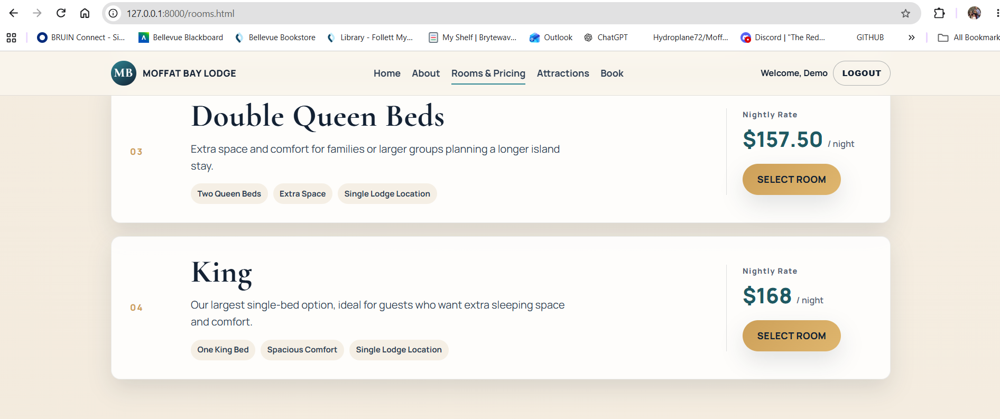 127.0.0.1:8000/rooms.html
BRUIN Connect - Si...
Bellevue Blackboard
Bellevue Bookstore
Library - Follett My...
My Shelf | Brytewav...
Outlook
ChatGPT
Hydroplane72/Moff...
Discord | "The Red...
GITHUB
All Bookmark
MB
MOFFAT BAY LODGE
Home
About
Rooms & Pricing
Attractions
Book
Welcome, Demo
LOGOUT
03
Double Queen Beds
Extra space and comfort for families or larger groups planning a longer island
stay.
Two Queen Beds
Extra Space
Single Lodge Location
Nightly Rate
$157.50 / night
SELECT ROOM
04
King
Our largest single-bed option, ideal for guests who want extra sleeping space
and comfort.
One King Bed
Spacious Comfort
Single Lodge Location
Nightly Rate
$168 / night
SELECT ROOM